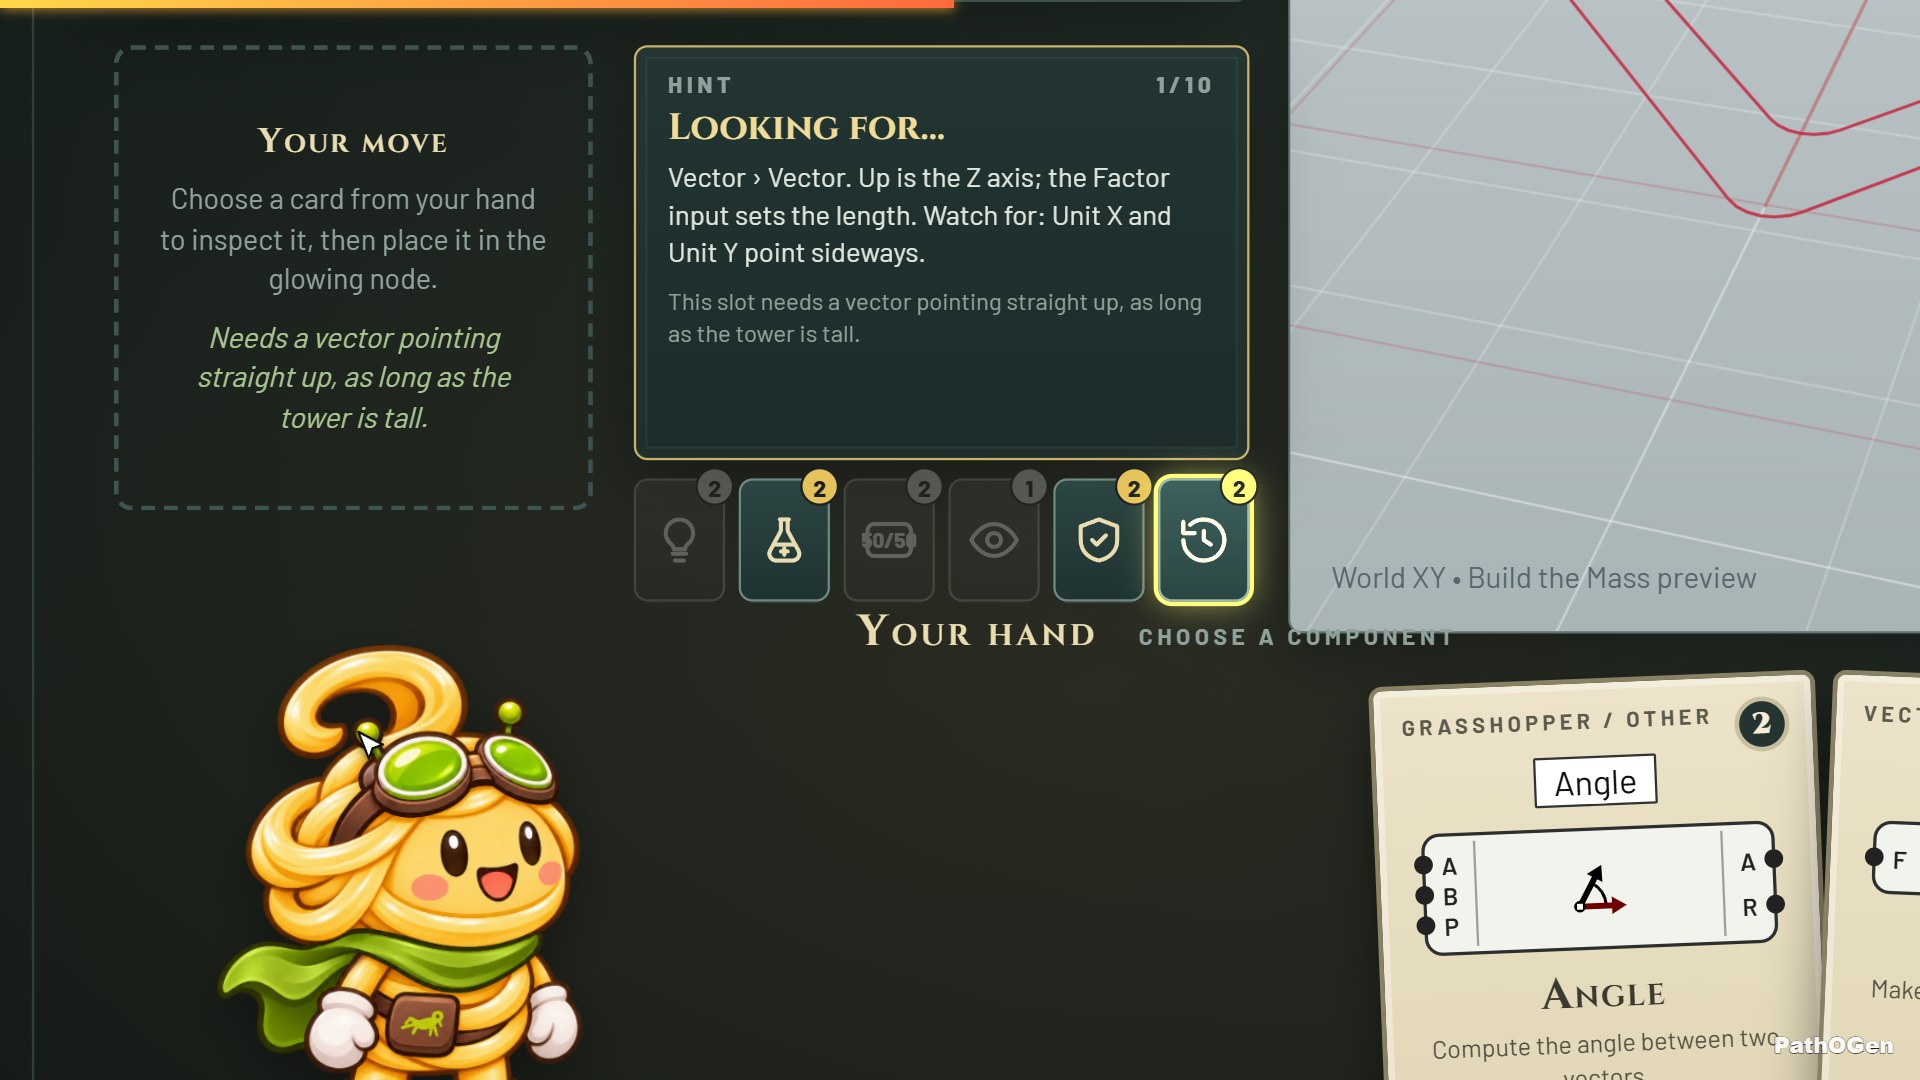 Your move
Choose a card from your hand
to inspect it, then place it in the
glowing node.
Needs a vector pointing
straight up, as long as the
tower is tall.
HINT
1/10
Looking for...
Vector › Vector. Up is the Z axis; the Factor
input sets the length. Watch for: Unit X and
Unit Y point sideways.
This slot needs a vector pointing straight up, as long
as the tower is tall.
2
2
2
1
2
2
50/50
World XY • Build the Mass preview
Your hand
CHOOSE A COMPONENT
GRASSHOPPER / OTHER
2
Angle
A
B
P
A
R
Angle
Compute the angle between two
vectors
F
PathOGen